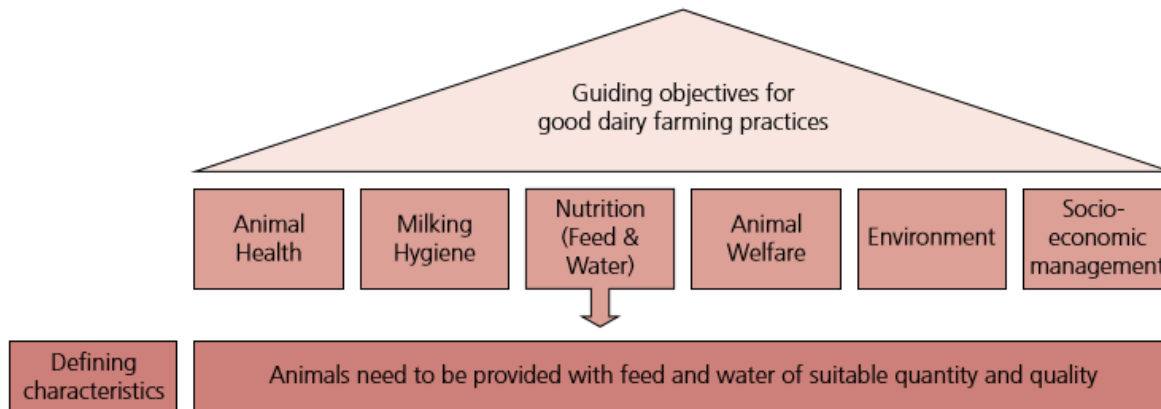 Guiding objectives for
good dairy farming practices
Animal
Health
Milking
Hygiene
Nutrition
(Feed &
Water)
Animal
Welfare
Environment
Socio-
economic
management
Defining
characteristics
Animals need to be provided with feed and water of suitable quantity and quality